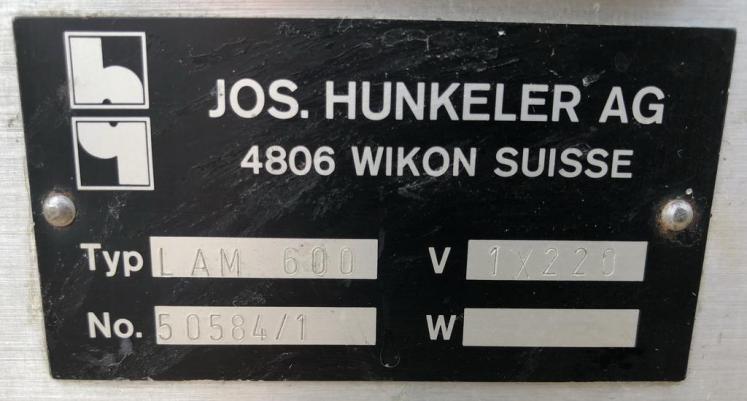 JOS. HUNKELER AG
4806 WIKON SUISSE
Typ LAM 600 V 1X220
No. 50584/1 W